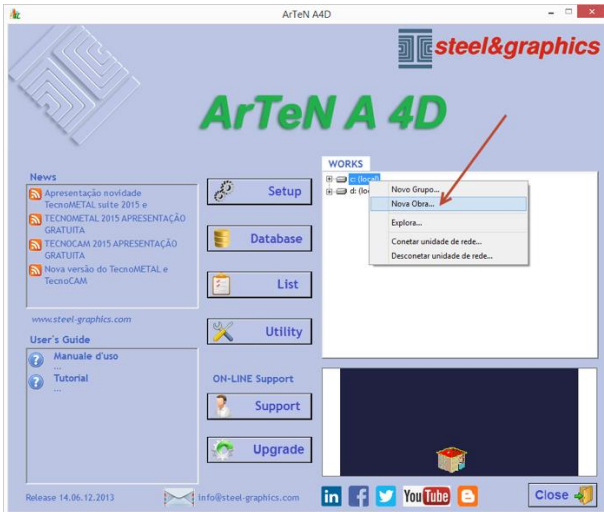 ArTeN A4D
steel&graphics
ArTeN A 4D
News
Apresentação novidade
TecnoMETAL suite 2015 e
TECNOMETAL 2015 APRESENTAÇÃO
GRATUITA
TECNOCAM 2015 APRESENTAÇÃO
GRATUITA
Nova versão do TecnoMETAL e
TecnoCAM
www.steel-graphics.com
User's Guide
Manuale d'uso
...
Tutorial
...
Setup
Database
List
Utility
ON-LINE Support
Support
Upgrade
WORKS
c: (local)
d: (loc
Novo Grupo...
Nova Obra...
Explora...
Conetar unidade de rede...
Desconetar unidade de rede...
Release 14.06.12.2013
info@steel-graphics.com
in
f
You Tube
Close